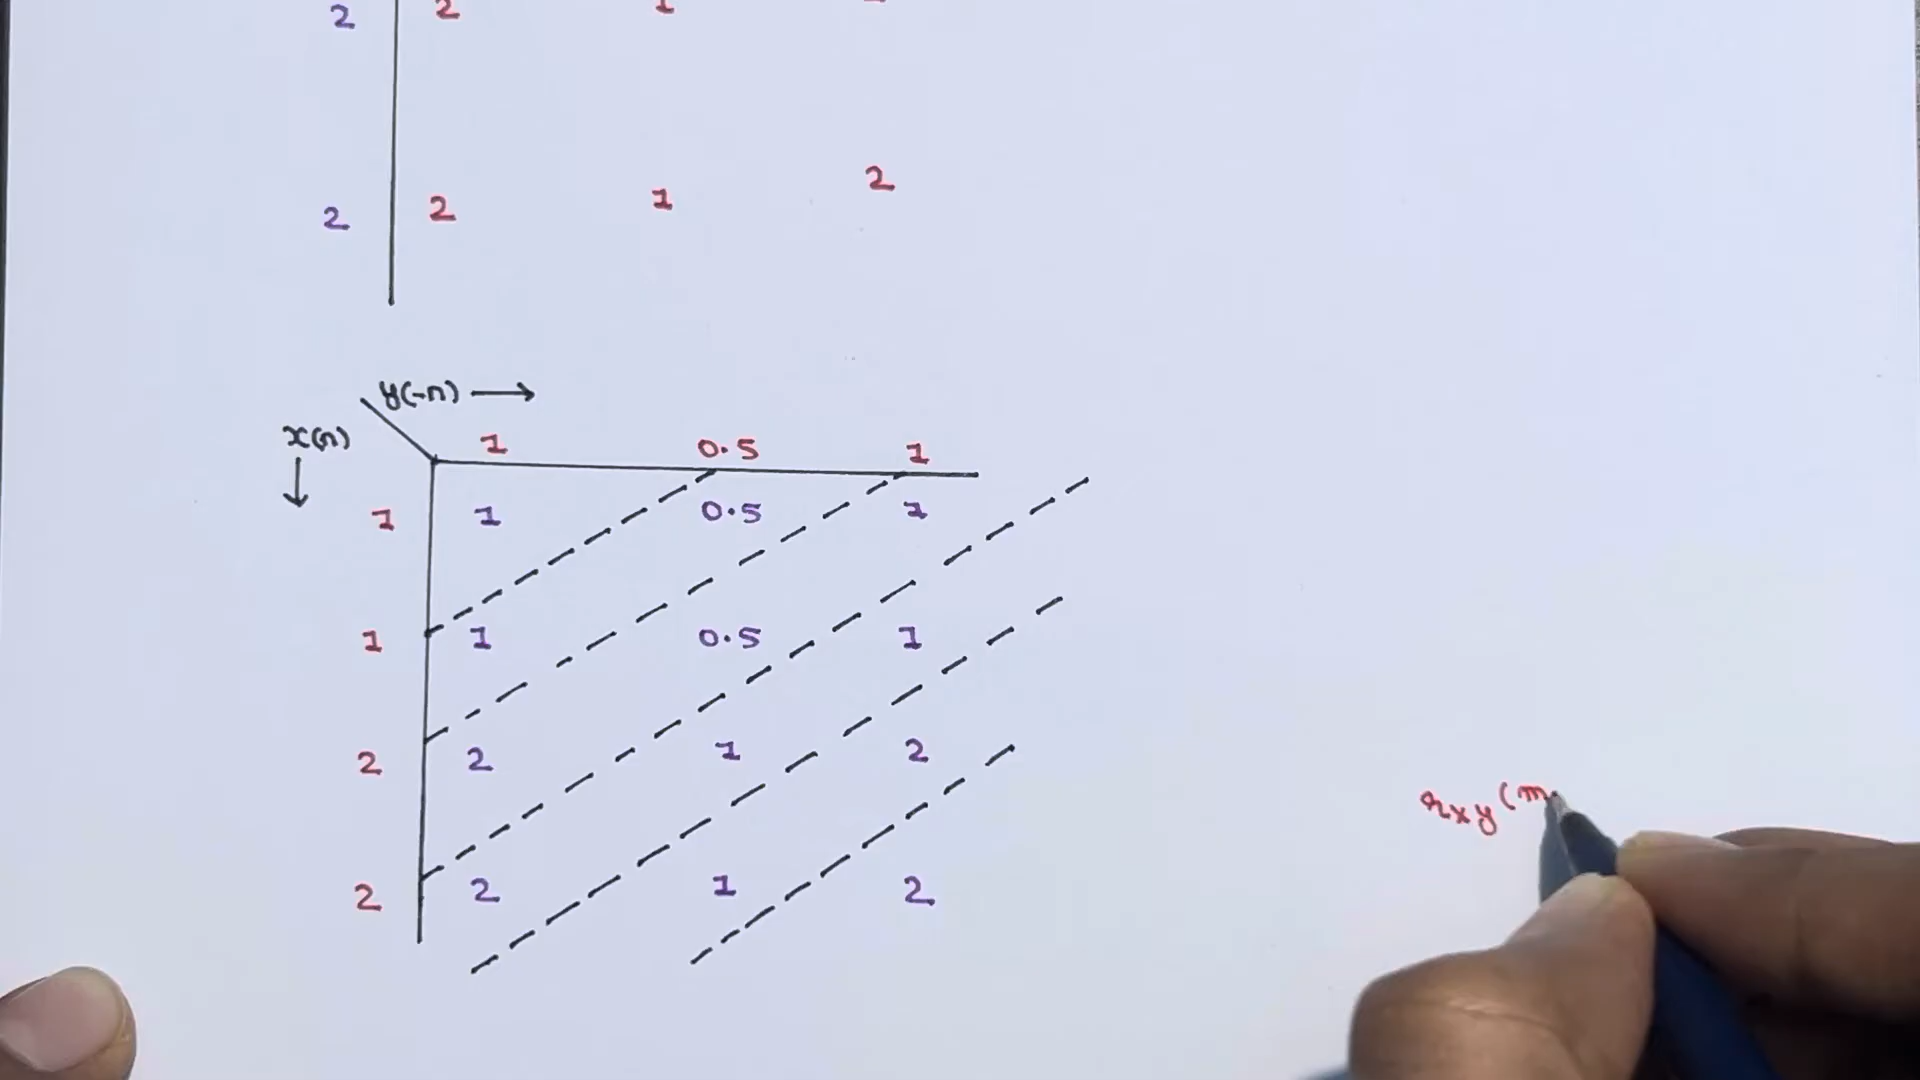 2 2 1
2 2 1 2
y(-n) →
x(n) ↓
1 0.5 1
1 1 0.5 1
1 1 0.5 1
2 2 1 2
2 2 1 2
rxy(m